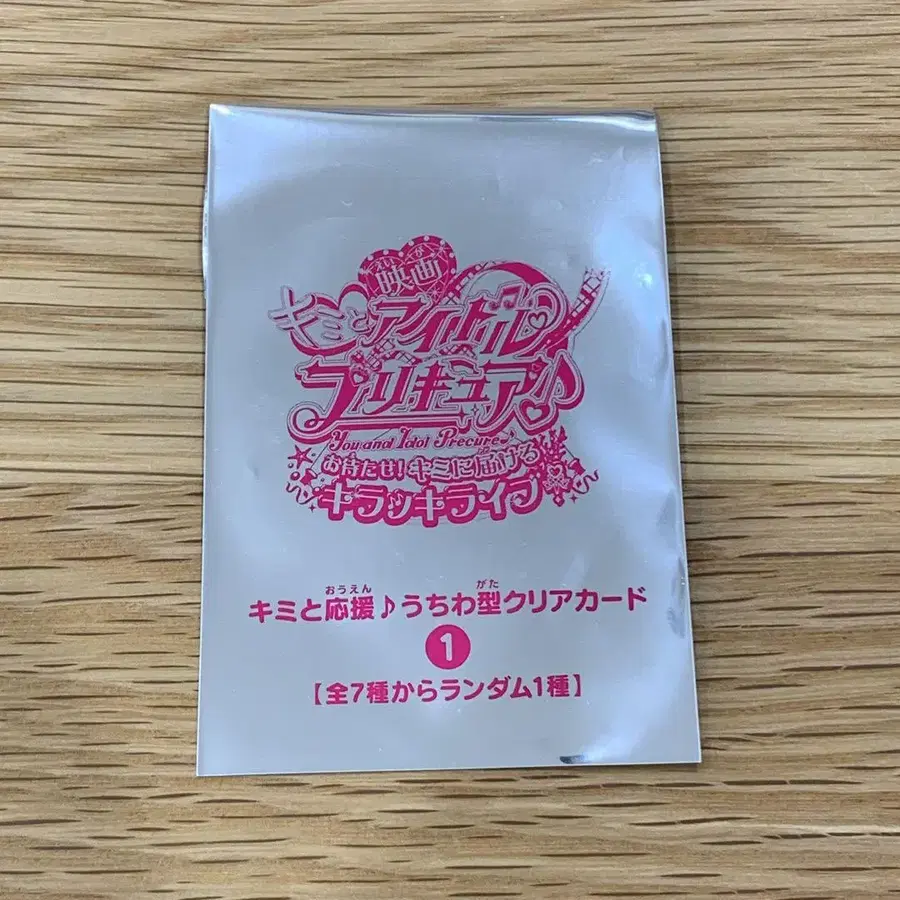 えいが
映画
キミとアイドル
プリキュア♪
You and Idol Precure♪
お待たせ！キミに届ける
キラッキライブ
キミと応援♪うちわ型クリアカード
おうえん がた
1
【全7種からランダム1種】